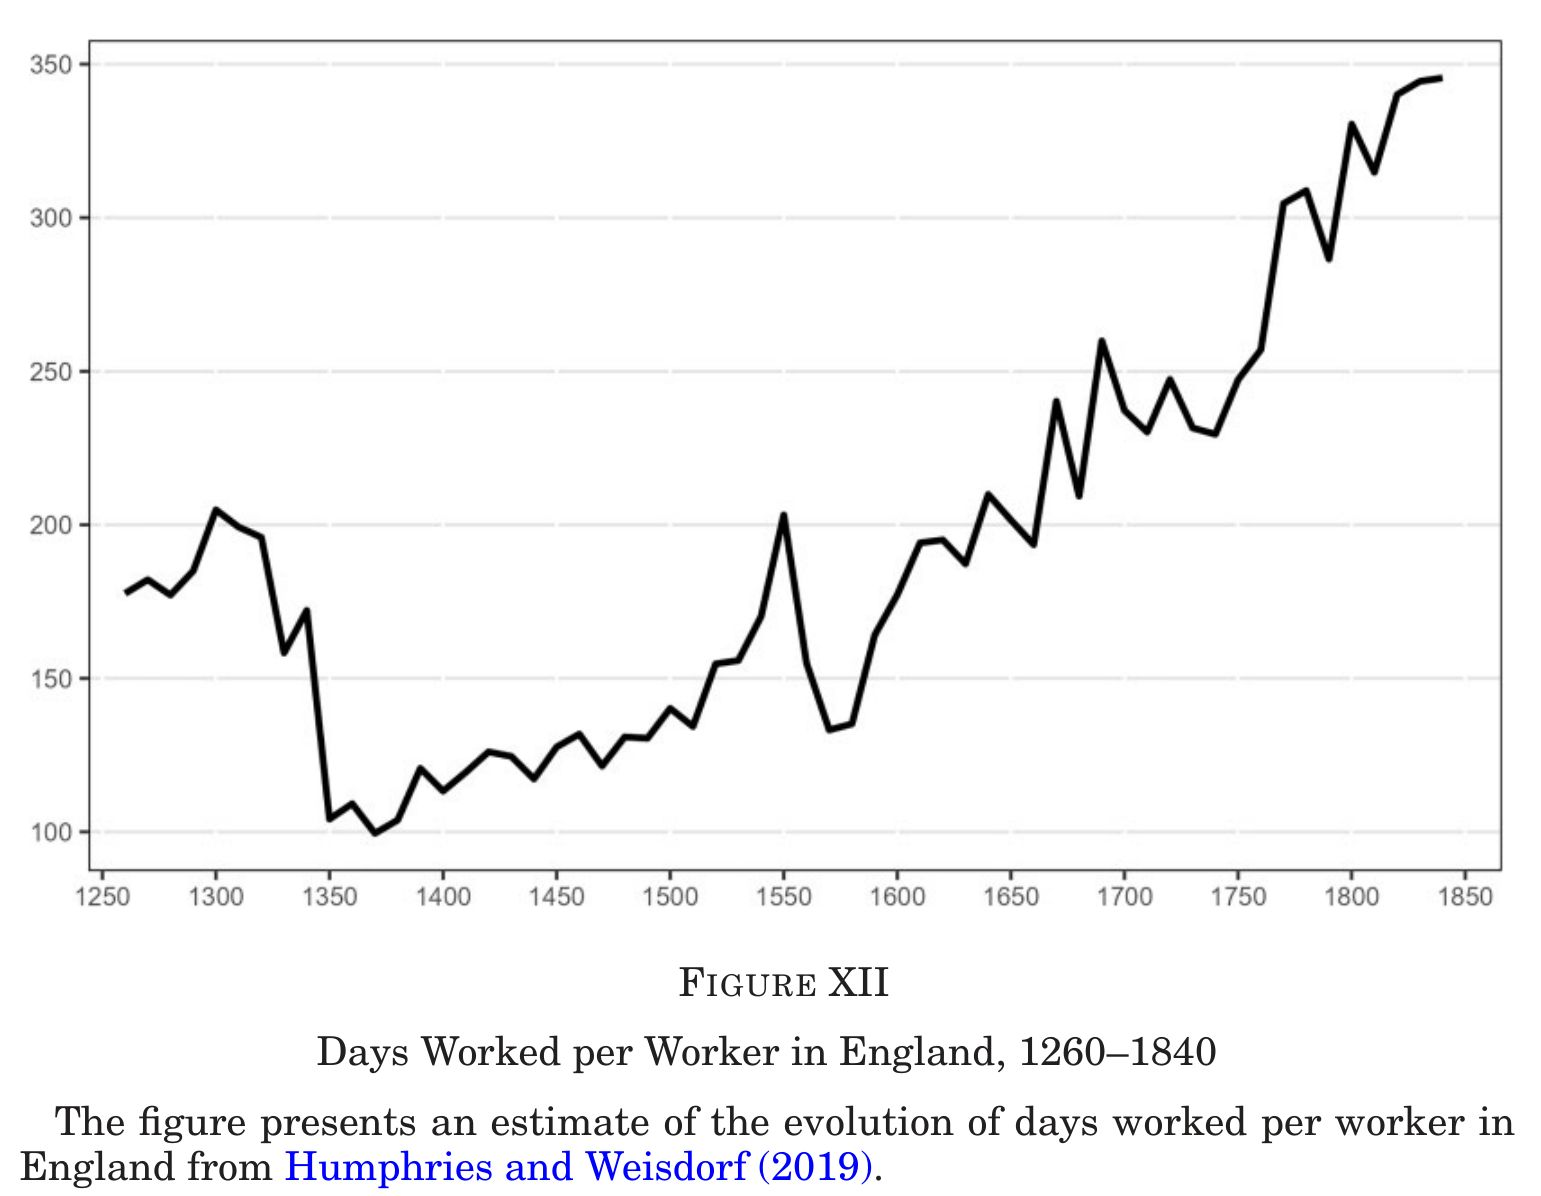 350
300
250
200
150
100
1250 1300 1350 1400 1450 1500 1550 1600 1650 1700 1750 1800 1850
FIGURE XII
Days Worked per Worker in England, 1260–1840
The figure presents an estimate of the evolution of days worked per worker in
England from Humphries and Weisdorf (2019).